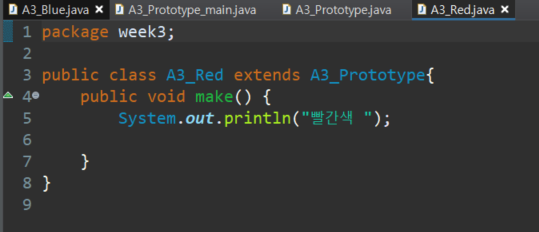 A3_Blue.java A3_Prototype_main.java A3_Prototype.java A3_Red.java
1 package week3;
2
3 public class A3_Red extends A3_Prototype{
4 public void make() {
5 System.out.println("빨간색 ");
6
7 }
8 }
9